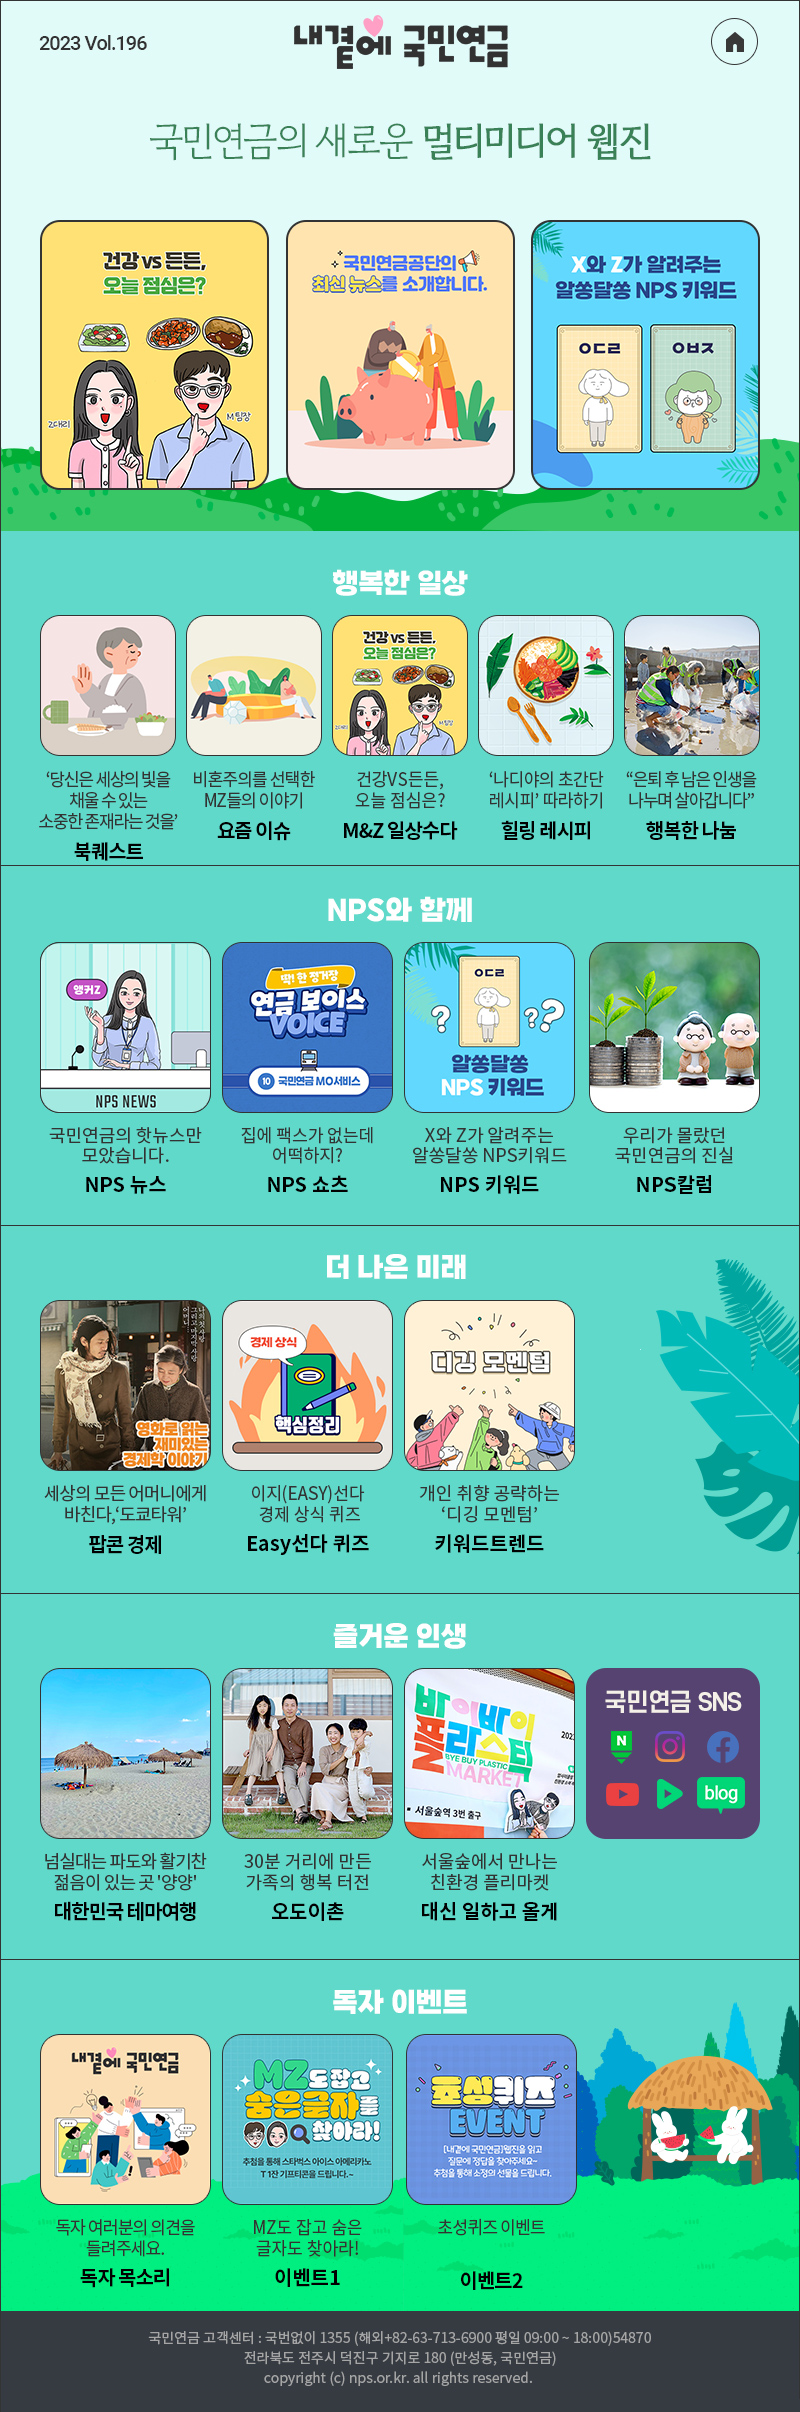 2023 Vol.196
내곁에 국민연금
국민연금의 새로운 멀티미디어 웹진
건강 vs 든든,
오늘 점심은?
Z대리
M팀장
국민연금공단의
최신 뉴스를 소개합니다.
X와 Z가 알려주는
알쏭달쏭 NPS 키워드
ㅇㄷㄹ
ㅇㅂㅈ
행복한 일상
건강 vs 든든,
오늘 점심은?
Z대리
M팀장
‘당신은 세상의 빛을
채울 수 있는
소중한 존재라는 것을’
북퀘스트
비혼주의를 선택한
MZ들의 이야기
요즘 이슈
건강VS든든,
오늘 점심은?
M&Z 일상수다
‘나디야의 초간단
레시피’ 따라하기
힐링 레시피
“은퇴 후 남은 인생을
나누며 살아갑니다”
행복한 나눔
NPS와 함께
앵커Z
NPS NEWS
국민연금의 핫뉴스만
모았습니다.
NPS 뉴스
딱! 한 정거장
연금 보이스
VOICE
10 국민연금 MO서비스
집에 팩스가 없는데
어떡하지?
NPS 쇼츠
ㅇㄷㄹ
알쏭달쏭
NPS 키워드
X와 Z가 알려주는
알쏭달쏭 NPS키워드
NPS 키워드
우리가 몰랐던
국민연금의 진실
NPS칼럼
더 나은 미래
나의 첫사랑
그리고 마지막 사랑
어머니...
영화로 읽는
재미있는
경제학 이야기
세상의 모든 어머니에게
바친다,‘도쿄타워’
팝콘 경제
경제 상식
핵심정리
이지(EASY)선다
경제 상식 퀴즈
Easy선다 퀴즈
디깅 모멘텀
개인 취향 공략하는
‘디깅 모멘텀’
키워드트렌드
즐거운 인생
넘실대는 파도와 활기찬
젊음이 있는 곳 '양양'
대한민국 테마여행
30분 거리에 만든
가족의 행복 터전
오도이촌
바이바이
플라스틱
BYE BUY PLASTIC
MARKET
서울숲역 3번 출구
서울숲에서 만나는
친환경 플리마켓
대신 일하고 올게
국민연금 SNS
N
blog
독자 이벤트
내곁에 국민연금
독자 여러분의 의견을
들려주세요.
독자 목소리
MZ도 잡고
숨은글자를
찾아라!
추첨을 통해 스타벅스 아이스 아메리카노
T 1잔 기프티콘을 드립니다.~
MZ도 잡고 숨은
글자도 찾아라!
이벤트1
초성퀴즈
EVENT
[내곁에 국민연금]웹진을 읽고
질문에 정답을 찾아주세요~
추첨을 통해 소정의 선물을 드립니다.
초성퀴즈 이벤트
이벤트2
국민연금 고객센터 : 국번없이 1355 (해외+82-63-713-6900 평일 09:00 ~ 18:00)54870
전라북도 전주시 덕진구 기지로 180 (만성동, 국민연금)
copyright (c) nps.or.kr. all rights reserved.